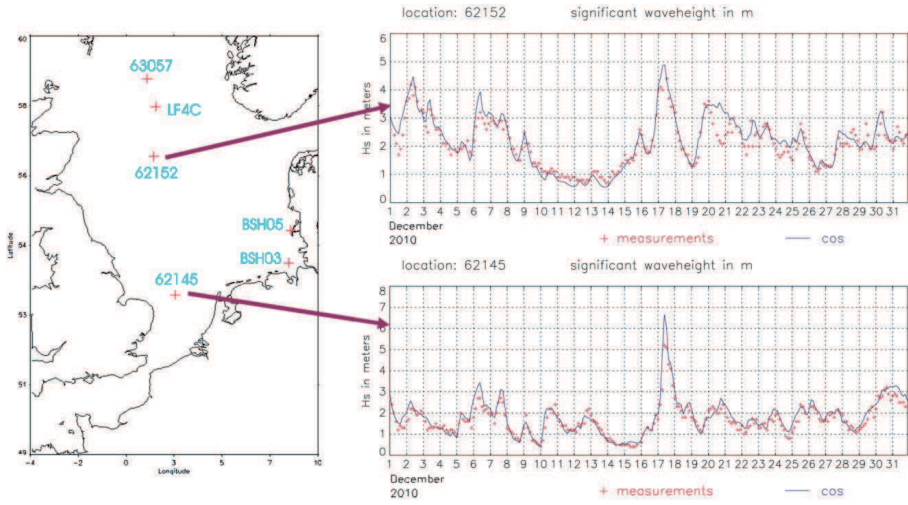 60
58
56
54
53
51
49
Latitude
-4
0
3
5
7
10
Longitude
63057
LF4C
62152
BSH05
BSH03
62145
location: 62152 significant waveheight in m
6
5
4
3
2
1
0
Hs in meters
1 2 3 4 5 6 7 8 9 10 11 12 13 14 15 16 17 18 19 20 21 22 23 24 25 26 27 28 29 30 31
December
2010
+ measurements — cos
location: 62145 significant waveheight in m
8
7
6
5
4
3
2
1
0
Hs in meters
1 2 3 4 5 6 7 8 9 10 11 12 13 14 15 16 17 18 19 20 21 22 23 24 25 26 27 28 29 30 31
December
2010
+ measurements — cos